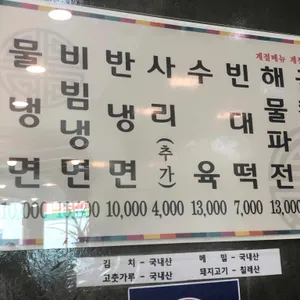 계절메뉴
물냉면
비빔냉면
반냉면
사리(추가)
수육
빈대떡
해물파전
10,000 10,000 4,000 13,000 7,000 13,000
김 치 - 국내산 메 밀 - 국내산
고춧가루 - 국내산 돼지고기 - 칠레산